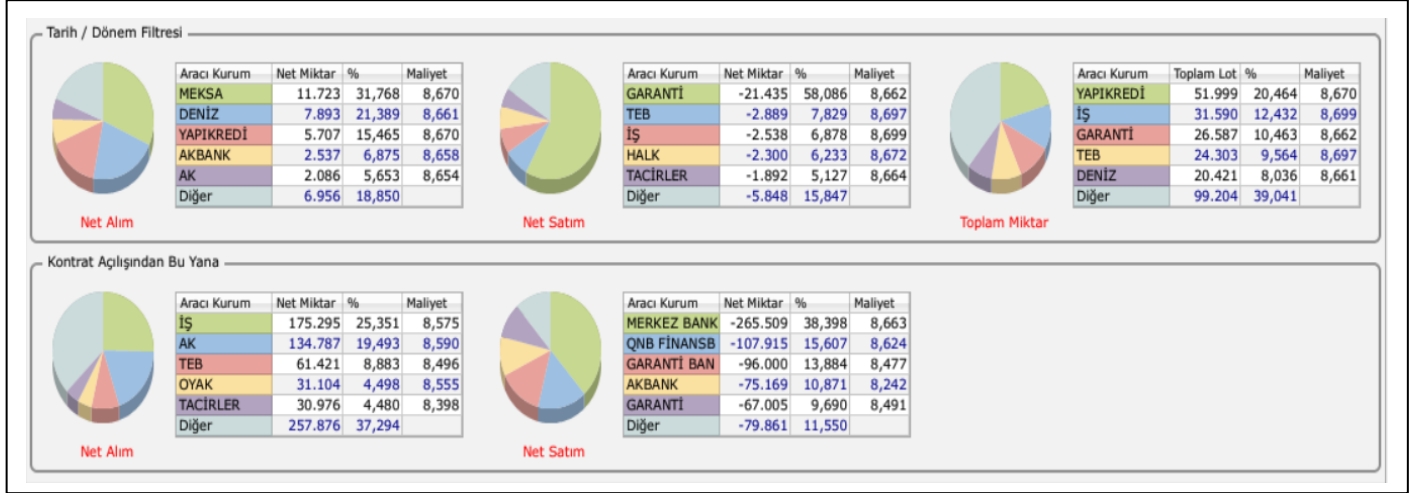 Tarih / Dönem Filtresi
Aracı Kurum Net Miktar % Maliyet
MEKSA 11.723 31,768 8,670
DENİZ 7.893 21,389 8,661
YAPIKREDİ 5.707 15,465 8,670
AKBANK 2.537 6,875 8,658
AK 2.086 5,653 8,654
Diğer 6.956 18,850
Net Alım
Aracı Kurum Net Miktar % Maliyet
GARANTİ -21.435 58,086 8,662
TEB -2.889 7,829 8,697
İŞ -2.538 6,878 8,699
HALK -2.300 6,233 8,672
TACİRLER -1.892 5,127 8,664
Diğer -5.848 15,847
Net Satım
Aracı Kurum Toplam Lot % Maliyet
YAPIKREDİ 51.999 20,464 8,670
İŞ 31.590 12,432 8,699
GARANTİ 26.587 10,463 8,662
TEB 24.303 9,564 8,697
DENİZ 20.421 8,036 8,661
Diğer 99.204 39,041
Toplam Miktar
Kontrat Açılışından Bu Yana
Aracı Kurum Net Miktar % Maliyet
İŞ 175.295 25,351 8,575
AK 134.787 19,493 8,590
TEB 61.421 8,883 8,496
OYAK 31.104 4,498 8,555
TACİRLER 30.976 4,480 8,398
Diğer 257.876 37,294
Net Alım
Aracı Kurum Net Miktar % Maliyet
MERKEZ BANK -265.509 38,398 8,663
QNB FİNANSB -107.915 15,607 8,624
GARANTİ BAN -96.000 13,884 8,477
AKBANK -75.169 10,871 8,242
GARANTİ -67.005 9,690 8,491
Diğer -79.861 11,550
Net Satım